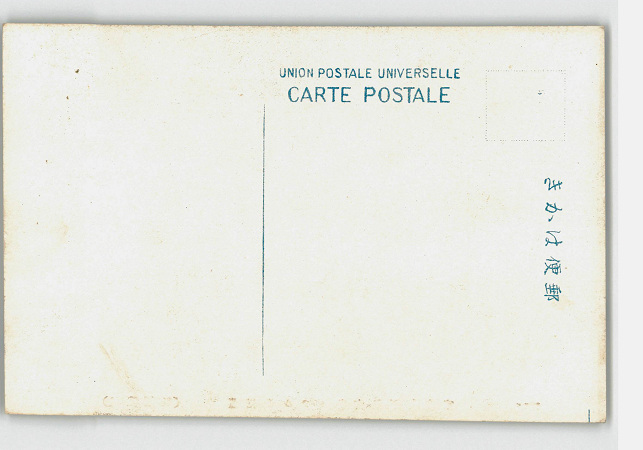 UNION POSTALE UNIVERSELLE
CARTE POSTALE
きかは便郵